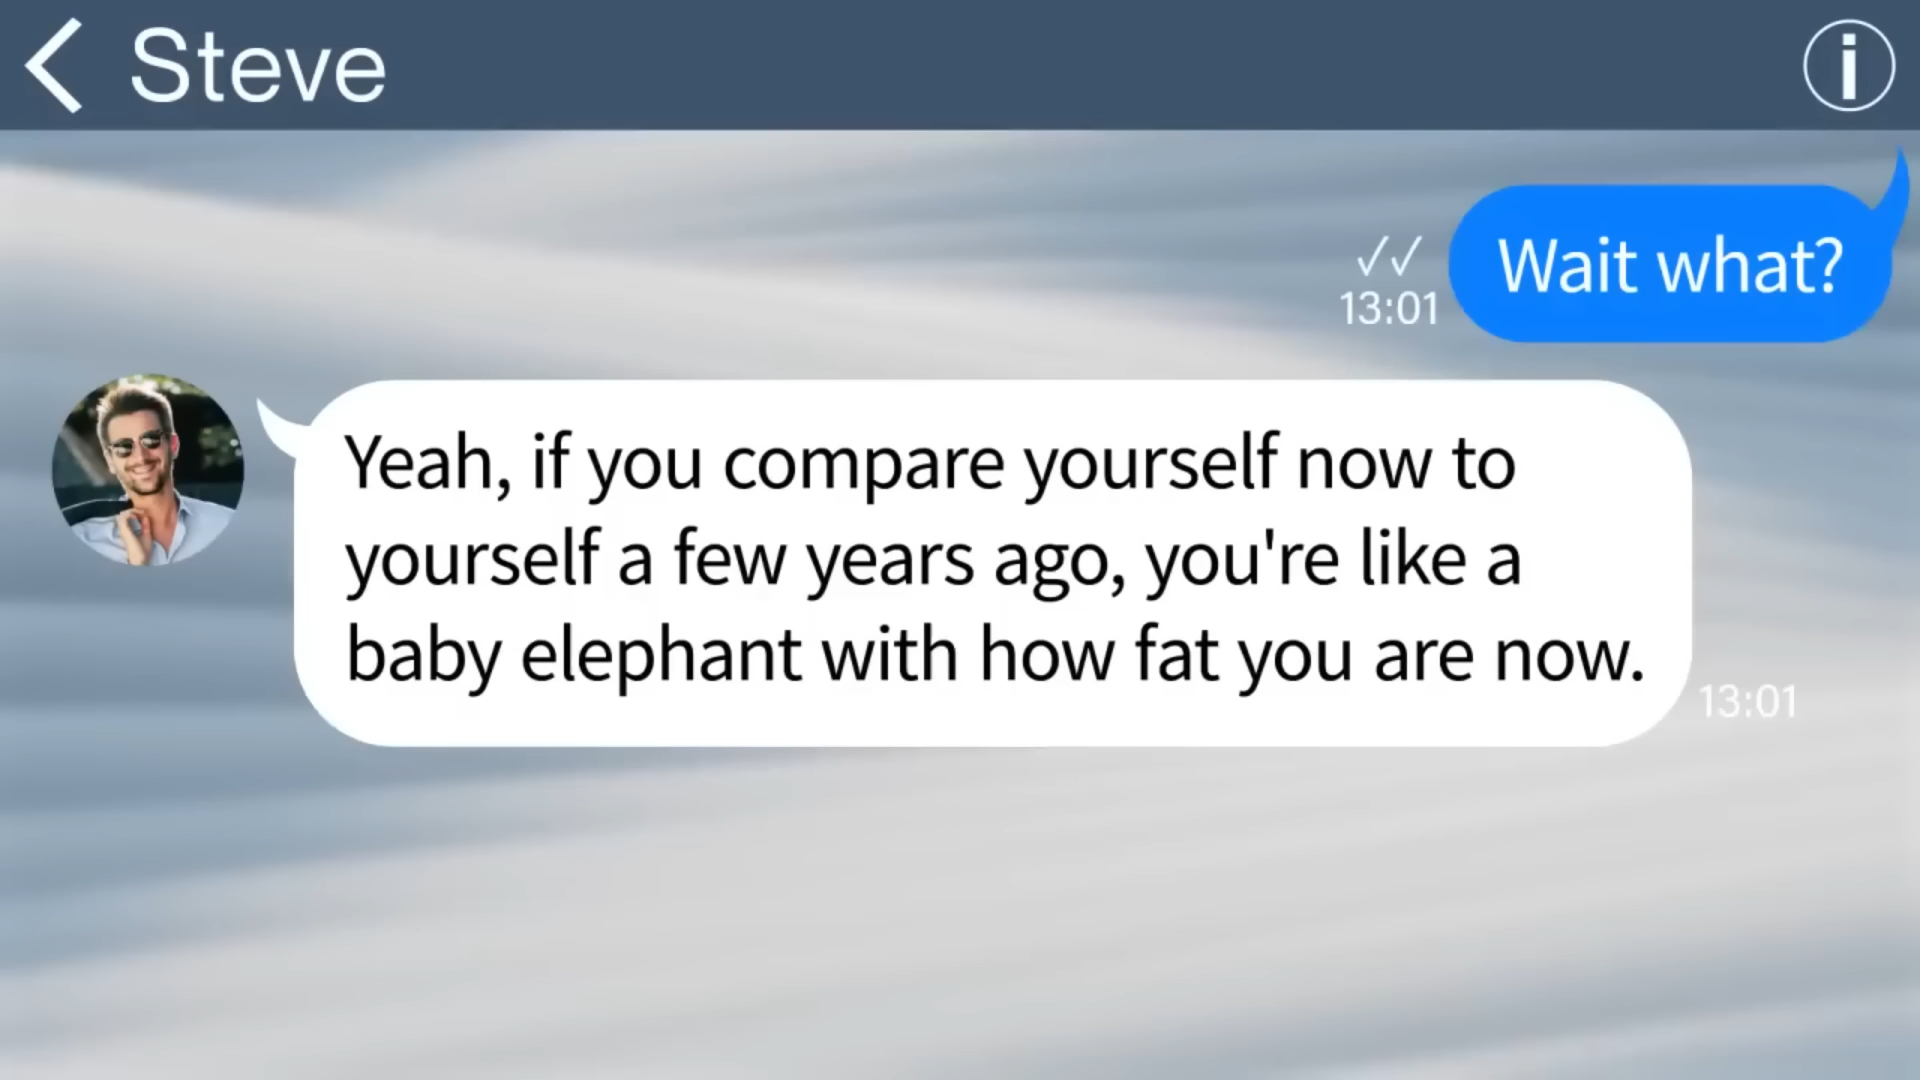 Steve
Wait what?
13:01
Yeah, if you compare yourself now to
yourself a few years ago, you're like a
baby elephant with how fat you are now.
13:01